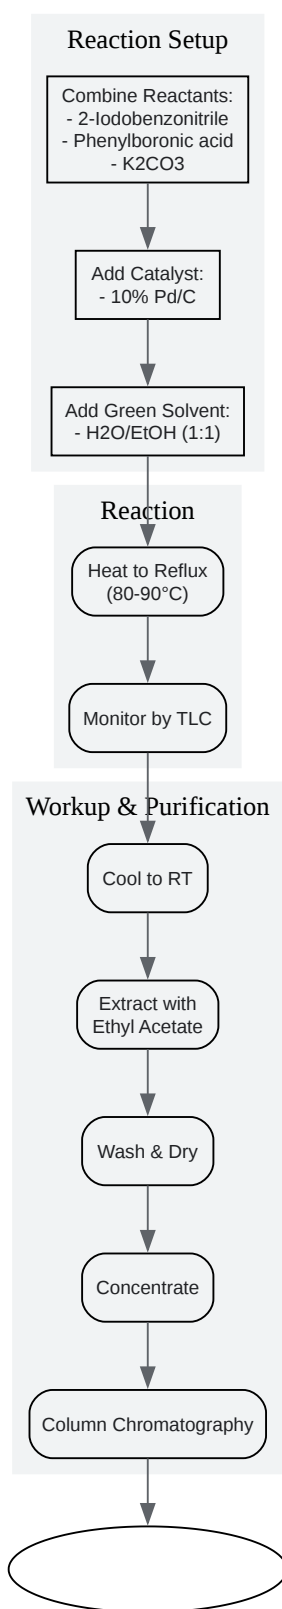 Reaction Setup
Combine Reactants:
- 2-Iodobenzonitrile
- Phenylboronic acid
- K2CO3
Add Catalyst:
- 10% Pd/C
Add Green Solvent:
- H2O/EtOH (1:1)
Reaction
Heat to Reflux
(80-90°C)
Monitor by TLC
Workup & Purification
Cool to RT
Extract with
Ethyl Acetate
Wash & Dry
Concentrate
Column Chromatography